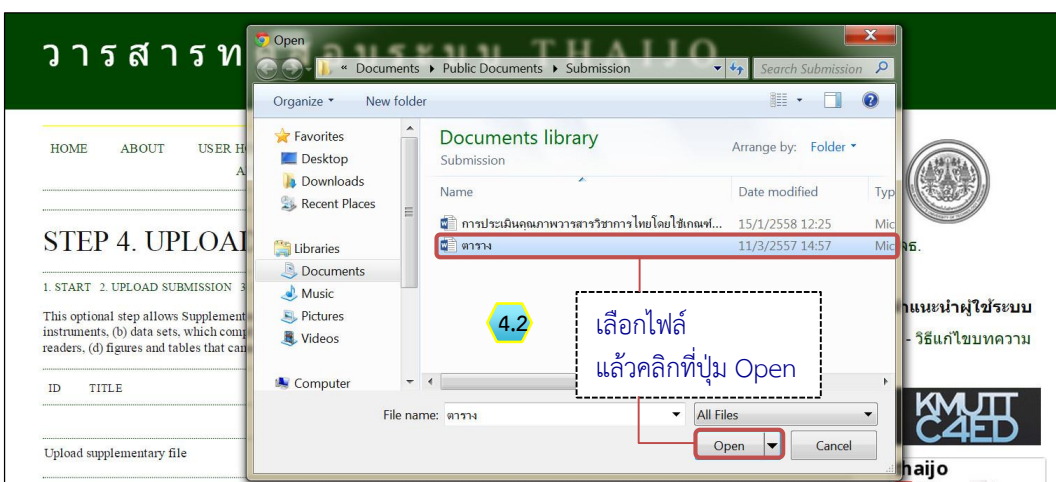 วารสารทดสอบระบบ THAIJO
Open
« Documents ▸ Public Documents ▸ Submission
Search Submission
Organize
New folder
HOME ABOUT USER H
A
Favorites
Desktop
Downloads
Recent Places
Libraries
Documents
Music
Pictures
Videos
Computer
Documents library
Submission
Arrange by: Folder
Name Date modified Typ
การประเมินคุณภาพวารสารวิชาการไทยโดยใช้เกณฑ์... 15/1/2558 12:25 Mic
ตาราง 11/3/2557 14:57 Mic
STEP 4. UPLOA
1. START 2. UPLOAD SUBMISSION 3
This optional step allows Supplement
instruments, (b) data sets, which comp
readers, (d) figures and tables that can
ID TITLE
Upload supplementary file
4.2
เลือกไฟล์
แล้วคลิกที่ปุ่ม Open
File name: ตาราง
All Files
Open
Cancel
จธ.
าแนะนำผู้ใช้ระบบ
- วิธีแก้ไขบทความ
KMUTT
C4ED
haijo